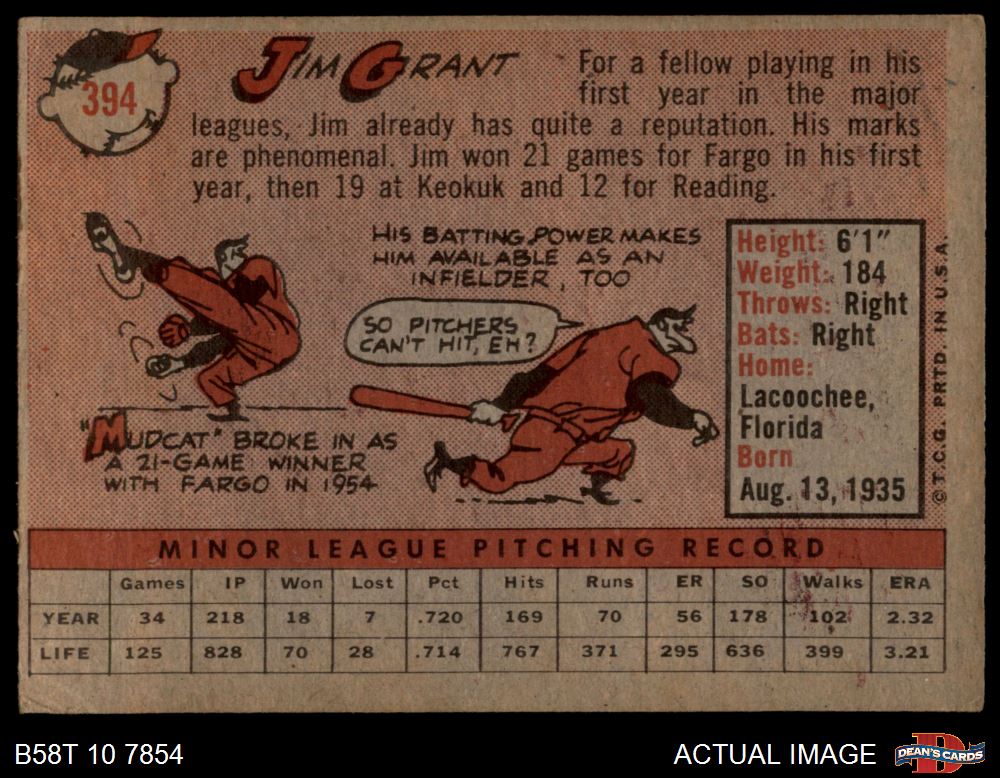 394
JIM GRANT
For a fellow playing in his
first year in the major
leagues, Jim already has quite a reputation. His marks
are phenomenal. Jim won 21 games for Fargo in his first
year, then 19 at Keokuk and 12 for Reading.
HIS BATTING POWER MAKES
HIM AVAILABLE AS AN
INFIELDER, TOO
SO PITCHERS
CAN'T HIT, EH?
"MUDCAT" BROKE IN AS
A 21-GAME WINNER
WITH FARGO IN 1954
Height: 6'1"
Weight: 184
Throws: Right
Bats: Right
Home:
Lacoochee,
Florida
Born
Aug. 13, 1935
© T.C.G. PRTD. IN U.S.A.
MINOR LEAGUE PITCHING RECORD
Games IP Won Lost Pct Hits Runs ER SO Walks ERA
YEAR 34 218 18 7 .720 169 70 56 178 102 2.32
LIFE 125 828 70 28 .714 767 371 295 636 399 3.21
B58T 10 7854
ACTUAL IMAGE
DEAN'S CARDS